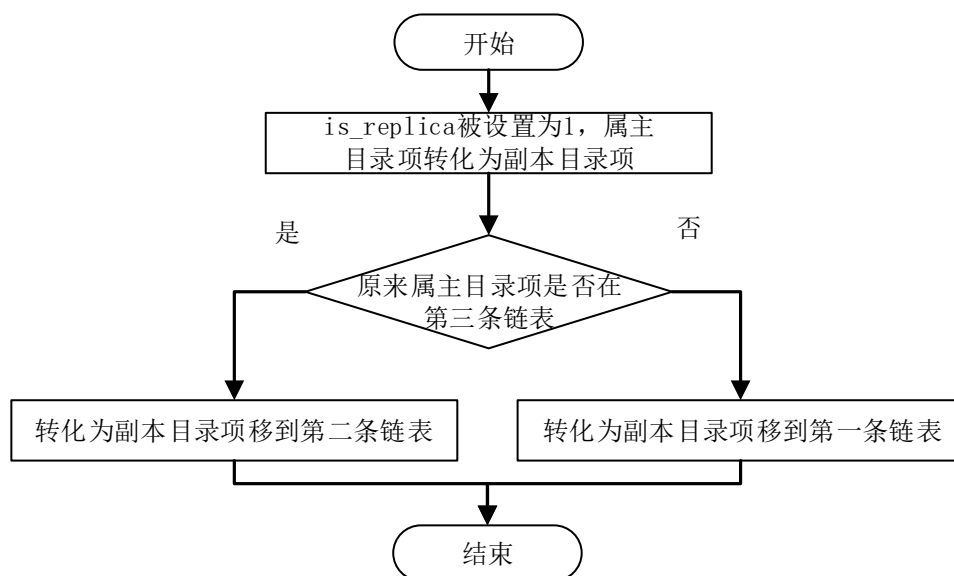 开始
is_replica被设置为1，属主
目录项转化为副本目录项
是
否
原来属主目录项是否在
第三条链表
转化为副本目录项移到第二条链表
转化为副本目录项移到第一条链表
结束